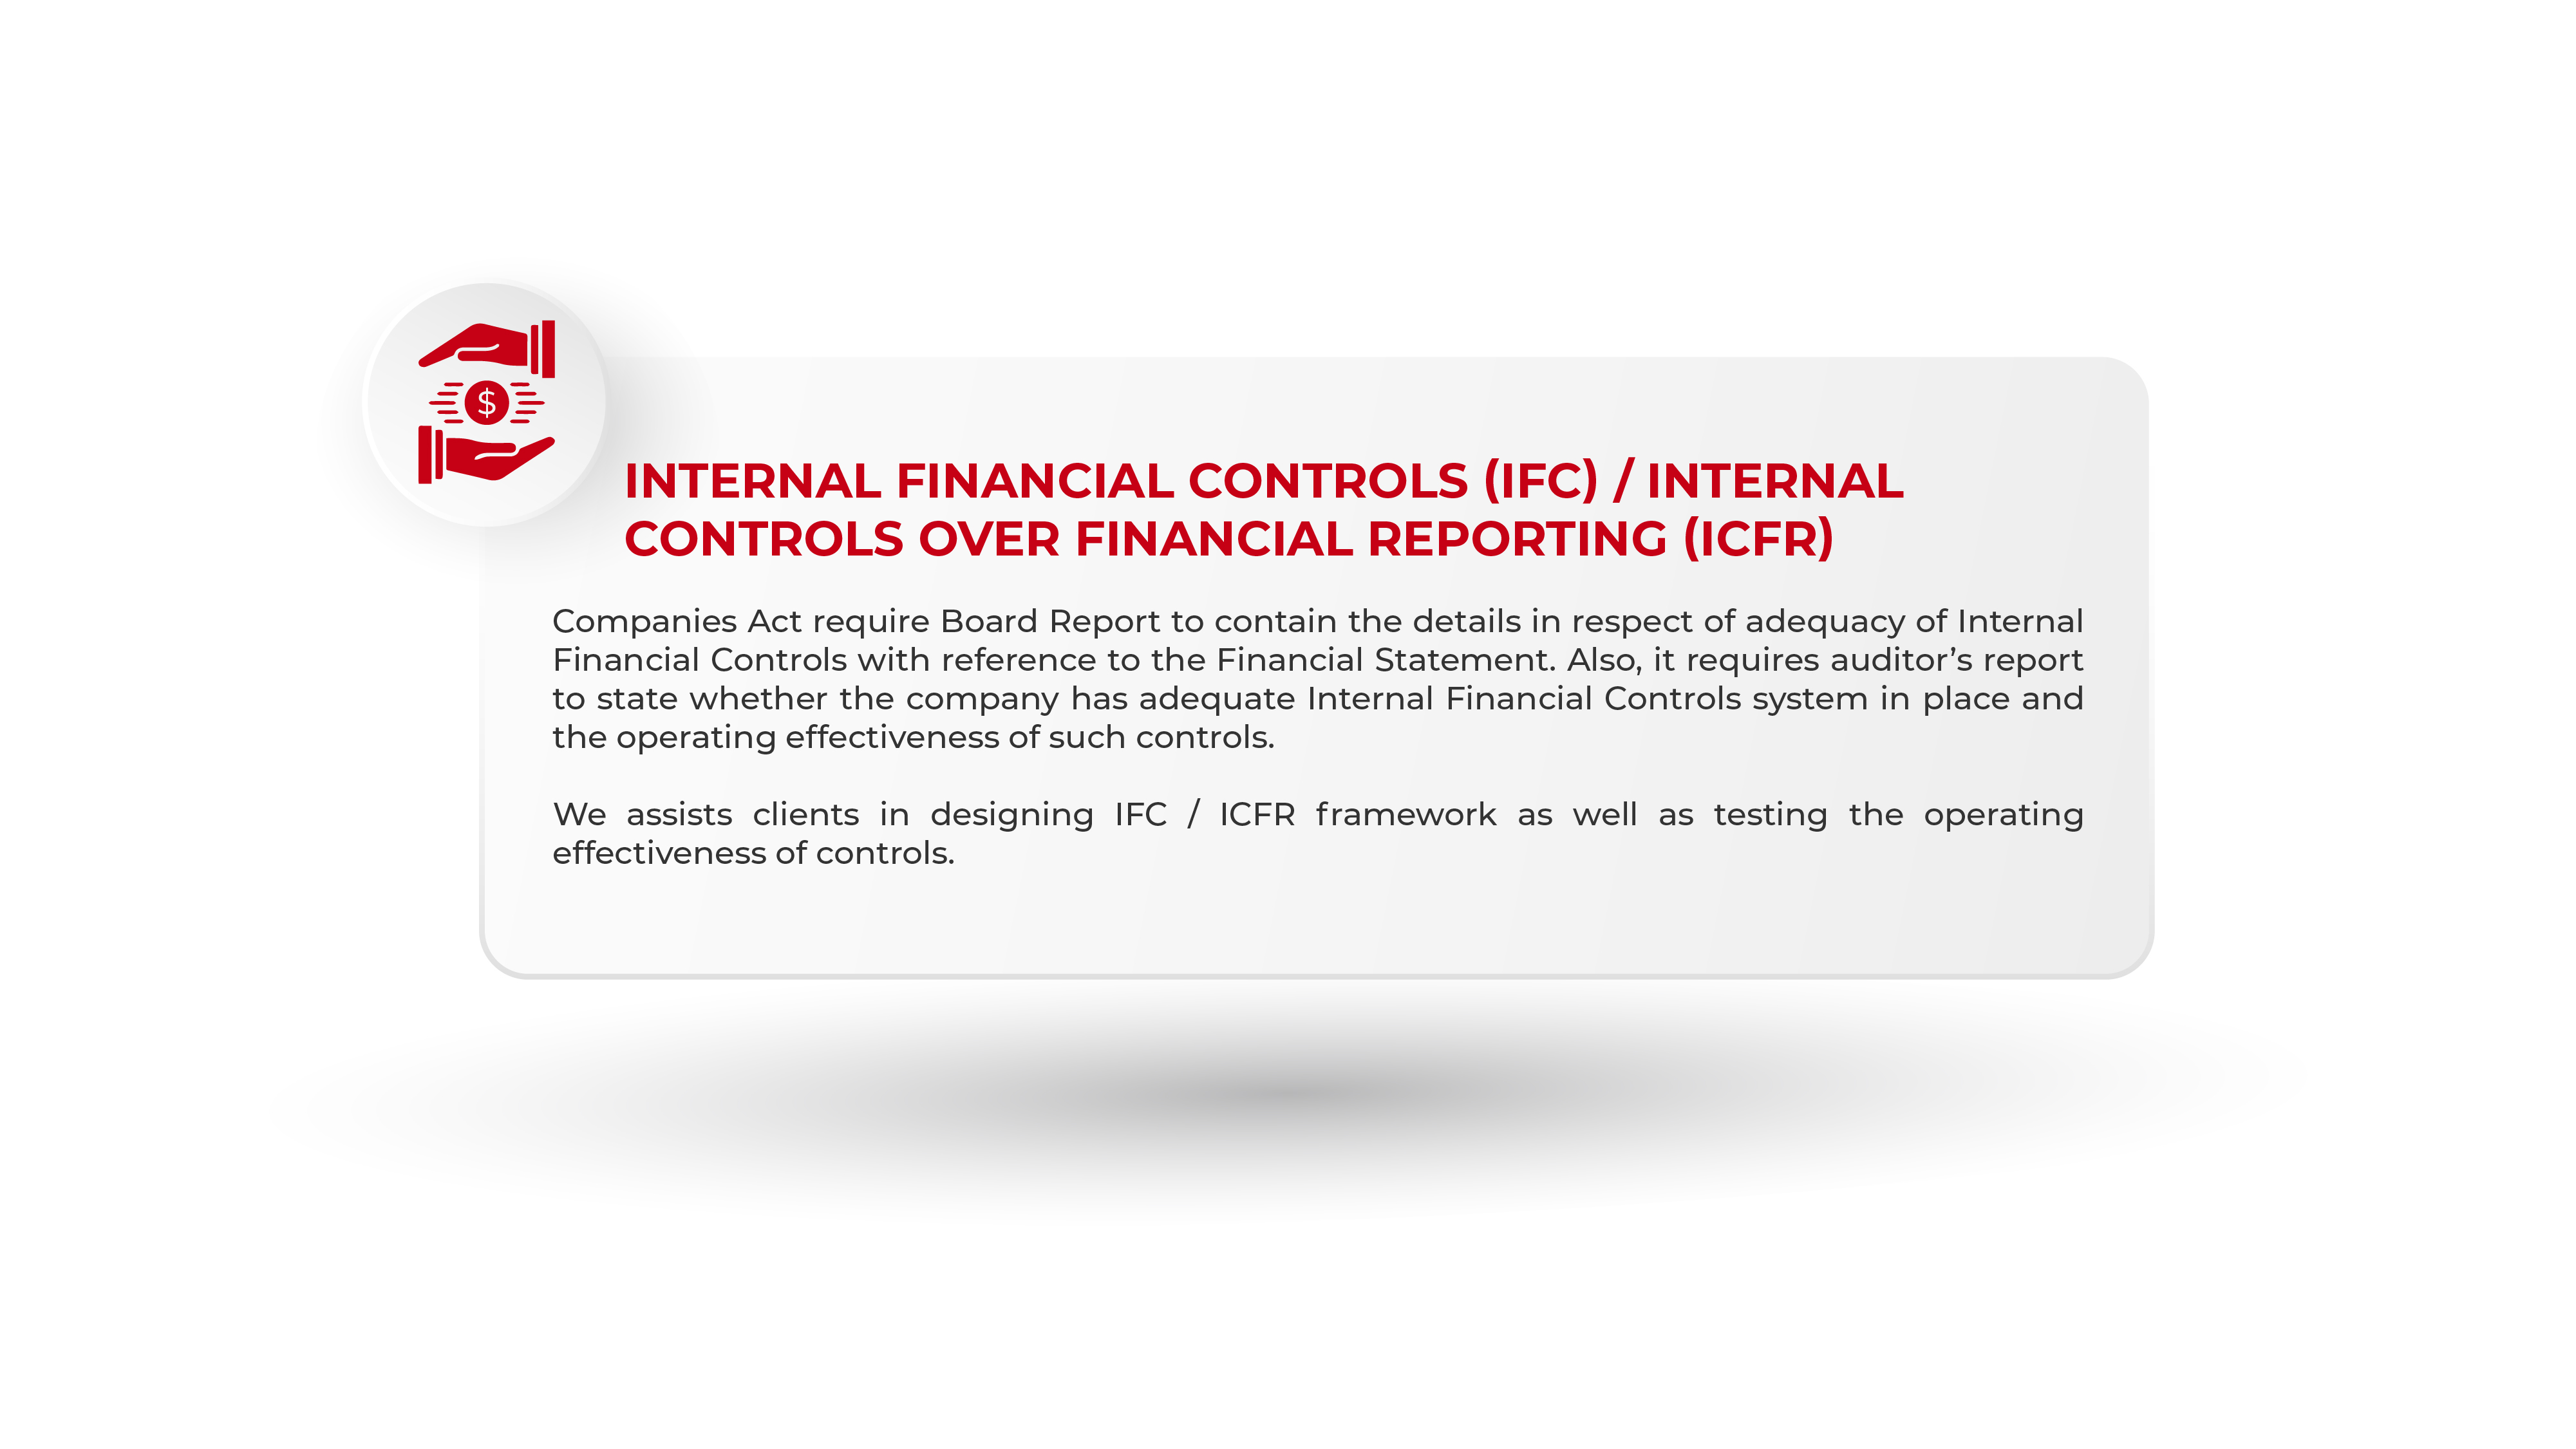 $
INTERNAL FINANCIAL CONTROLS (IFC) / INTERNAL
CONTROLS OVER FINANCIAL REPORTING (ICFR)
Companies Act require Board Report to contain the details in respect of adequacy of Internal
Financial Controls with reference to the Financial Statement. Also, it requires auditor’s report
to state whether the company has adequate Internal Financial Controls system in place and
the operating effectiveness of such controls.
We assists clients in designing IFC / ICFR framework as well as testing the operating
effectiveness of controls.